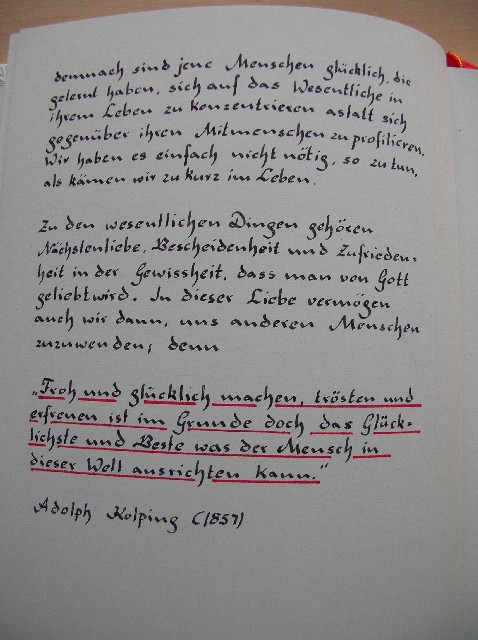 demnach sind jene Menschen glücklich, die
gelernt haben, sich auf das Wesentliche in
ihrem Leben zu konzentrieren astatt sich
gegenüber ihren Mitmenschen zu profilieren.
Wir haben es einfach nicht nötig, so zu tun,
als kämen wir zu kurz im Leben.
Zu den wesentlichen Dingen gehören
Nächstenliebe, Bescheidenheit und Zufrieden-
heit in der Gewissheit, dass man von Gott
geliebt wird. In dieser Liebe vermögen
auch wir dann, uns anderen Menschen
zuzuwenden; denn
„Froh und glücklich machen, trösten und
erfreuen ist im Grunde doch das Glück-
lichste und Beste was der Mensch in
dieser Welt ausrichten kann.“
Adolph Kolping (1857)